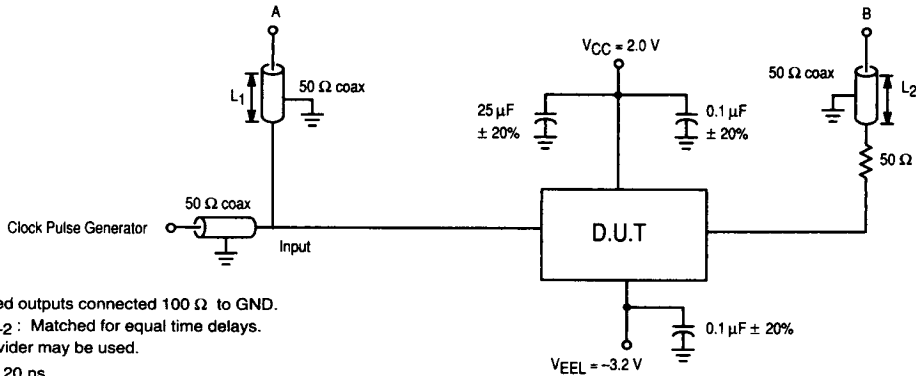 A
B
VCC = 2.0 V
50 Ω coax
L1
50 Ω coax
L2
25 µF
± 20%
0.1 µF
± 20%
50 Ω
50 Ω coax
Clock Pulse Generator
Input
D.U.T
ed outputs connected 100 Ω to GND.
2 : Matched for equal time delays.
vider may be used.
20 ns
0.1 µF ± 20%
VEEL = –3.2 V